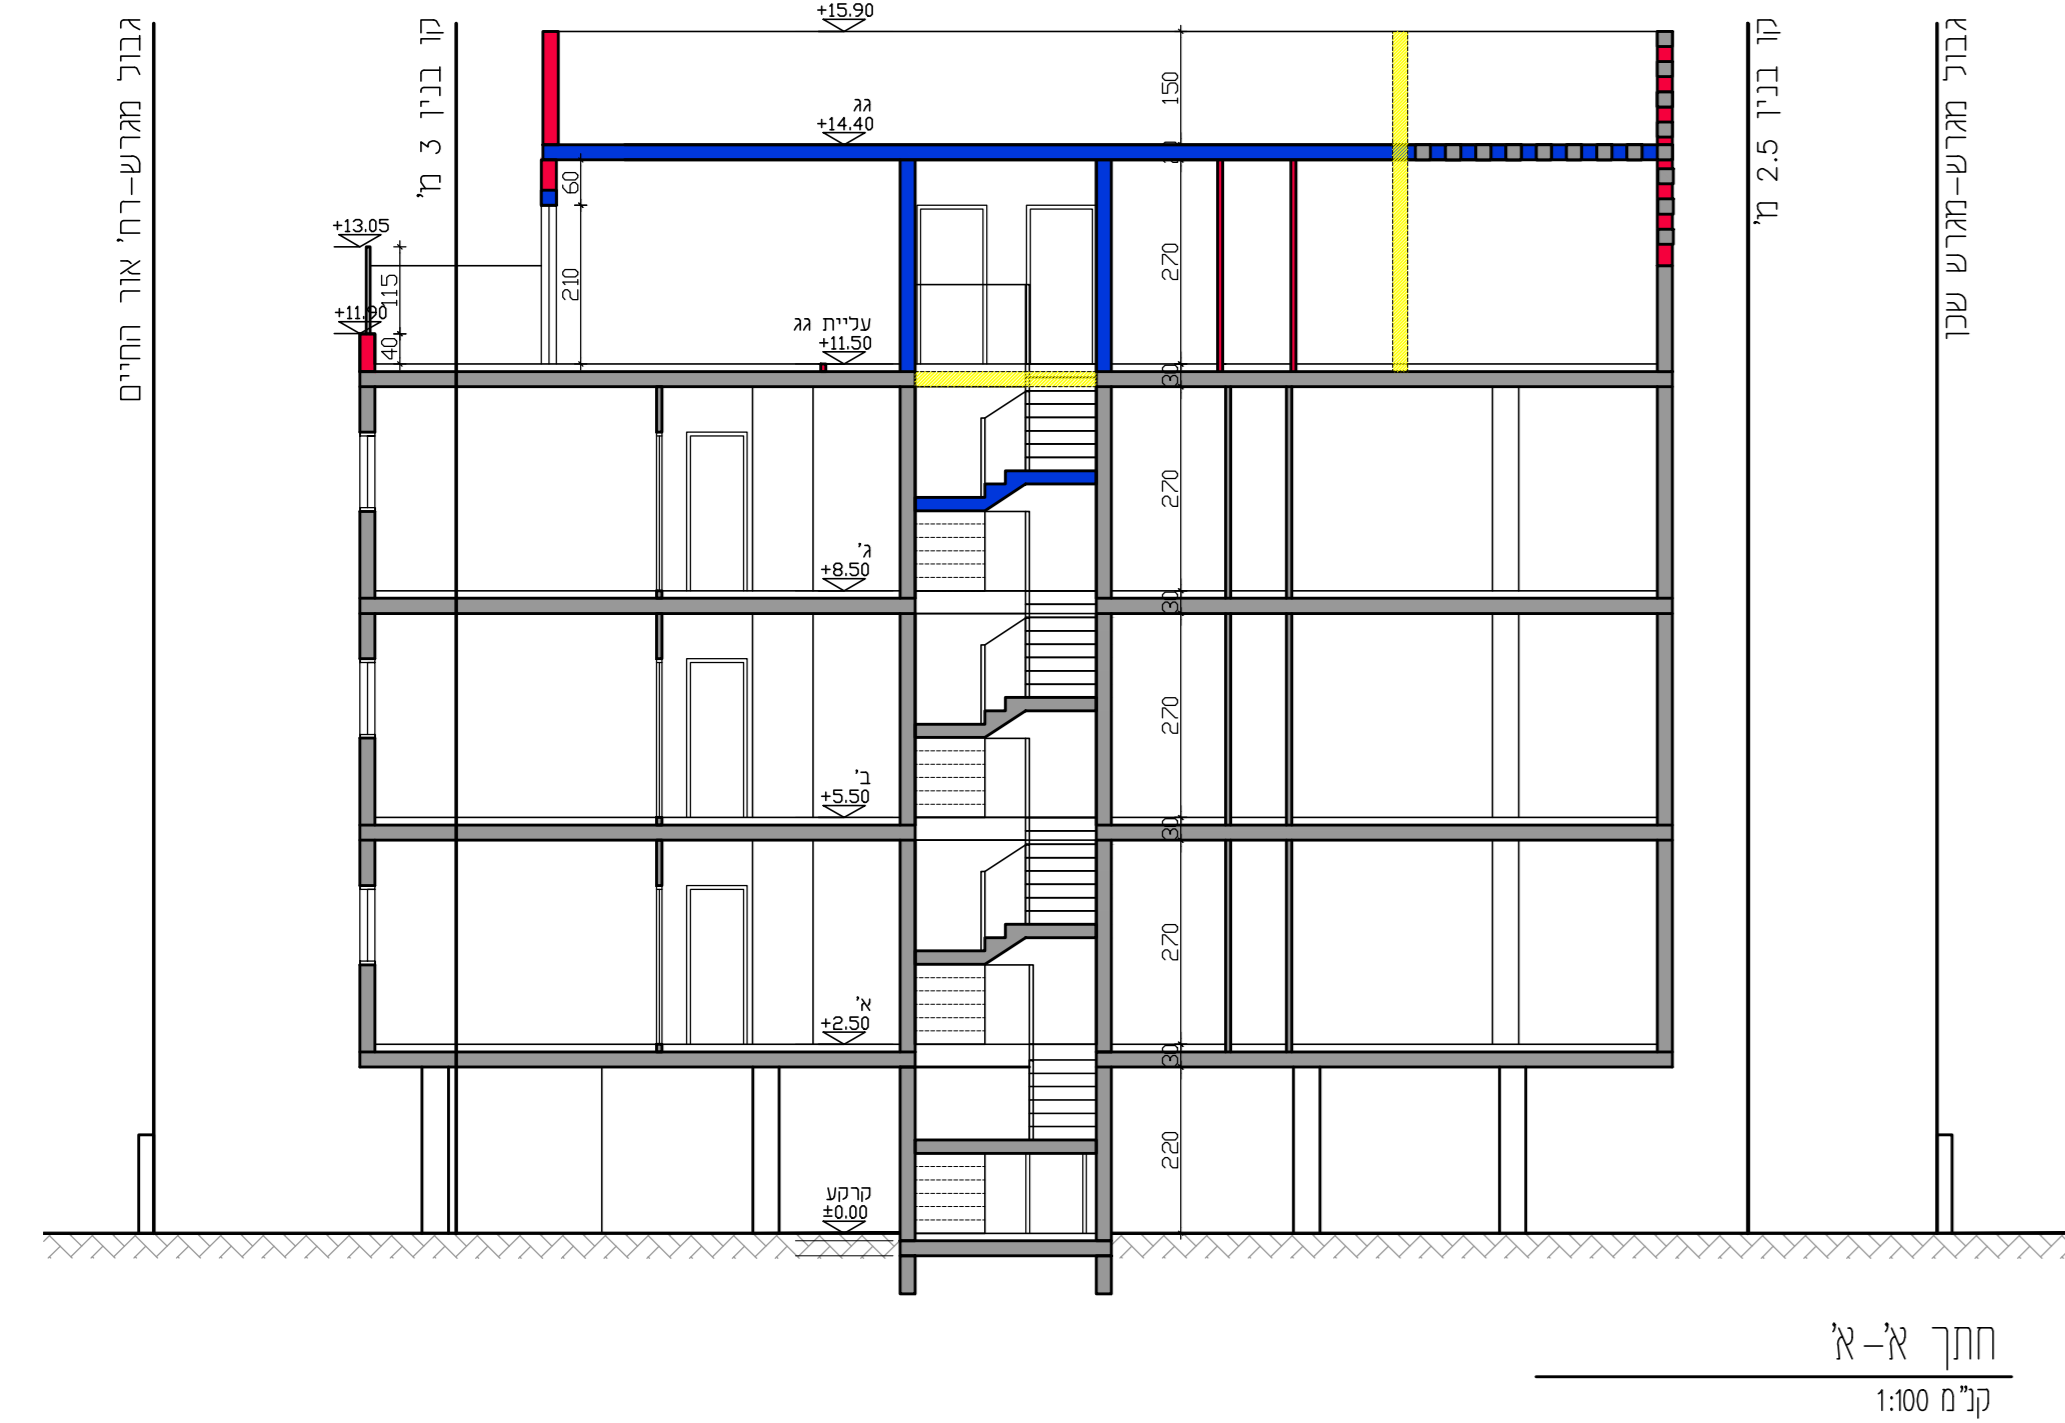 גבול מגרש-רח' אור החיים
קו בנין 3 מ'
+15.90
150
קו בנין 2.5 מ'
גבול מגרש-מגרש שכן
גג
+14.40
60
+13.05
115
210
270
+11.90
40
עליית גג
+11.50
30
270
ג'
+8.50
30
270
ב'
+5.50
30
270
א'
+2.50
30
220
קרקע
±0.00
חתך א'-א'
קנ"מ 1:100